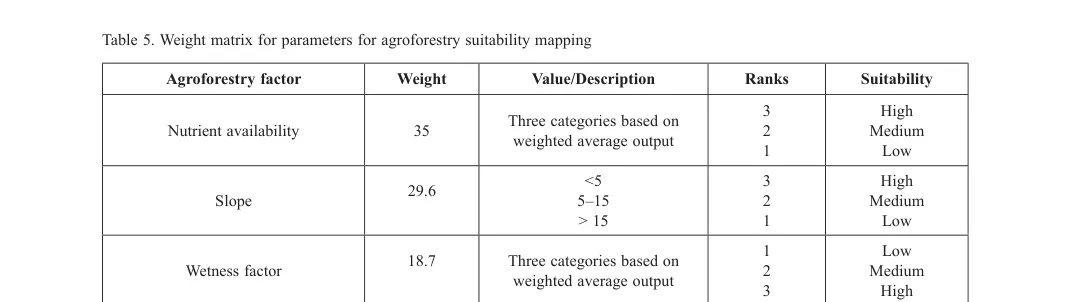 Table 5. Weight matrix for parameters for agroforestry suitability mapping
Agroforestry factor Weight Value/Description Ranks Suitability
Nutrient availability 35 Three categories based on weighted average output 3 High
2 Medium
1 Low
Slope 29.6 <5 3 High
5–15 2 Medium
> 15 1 Low
Wetness factor 18.7 Three categories based on weighted average output 1 Low
2 Medium
3 High